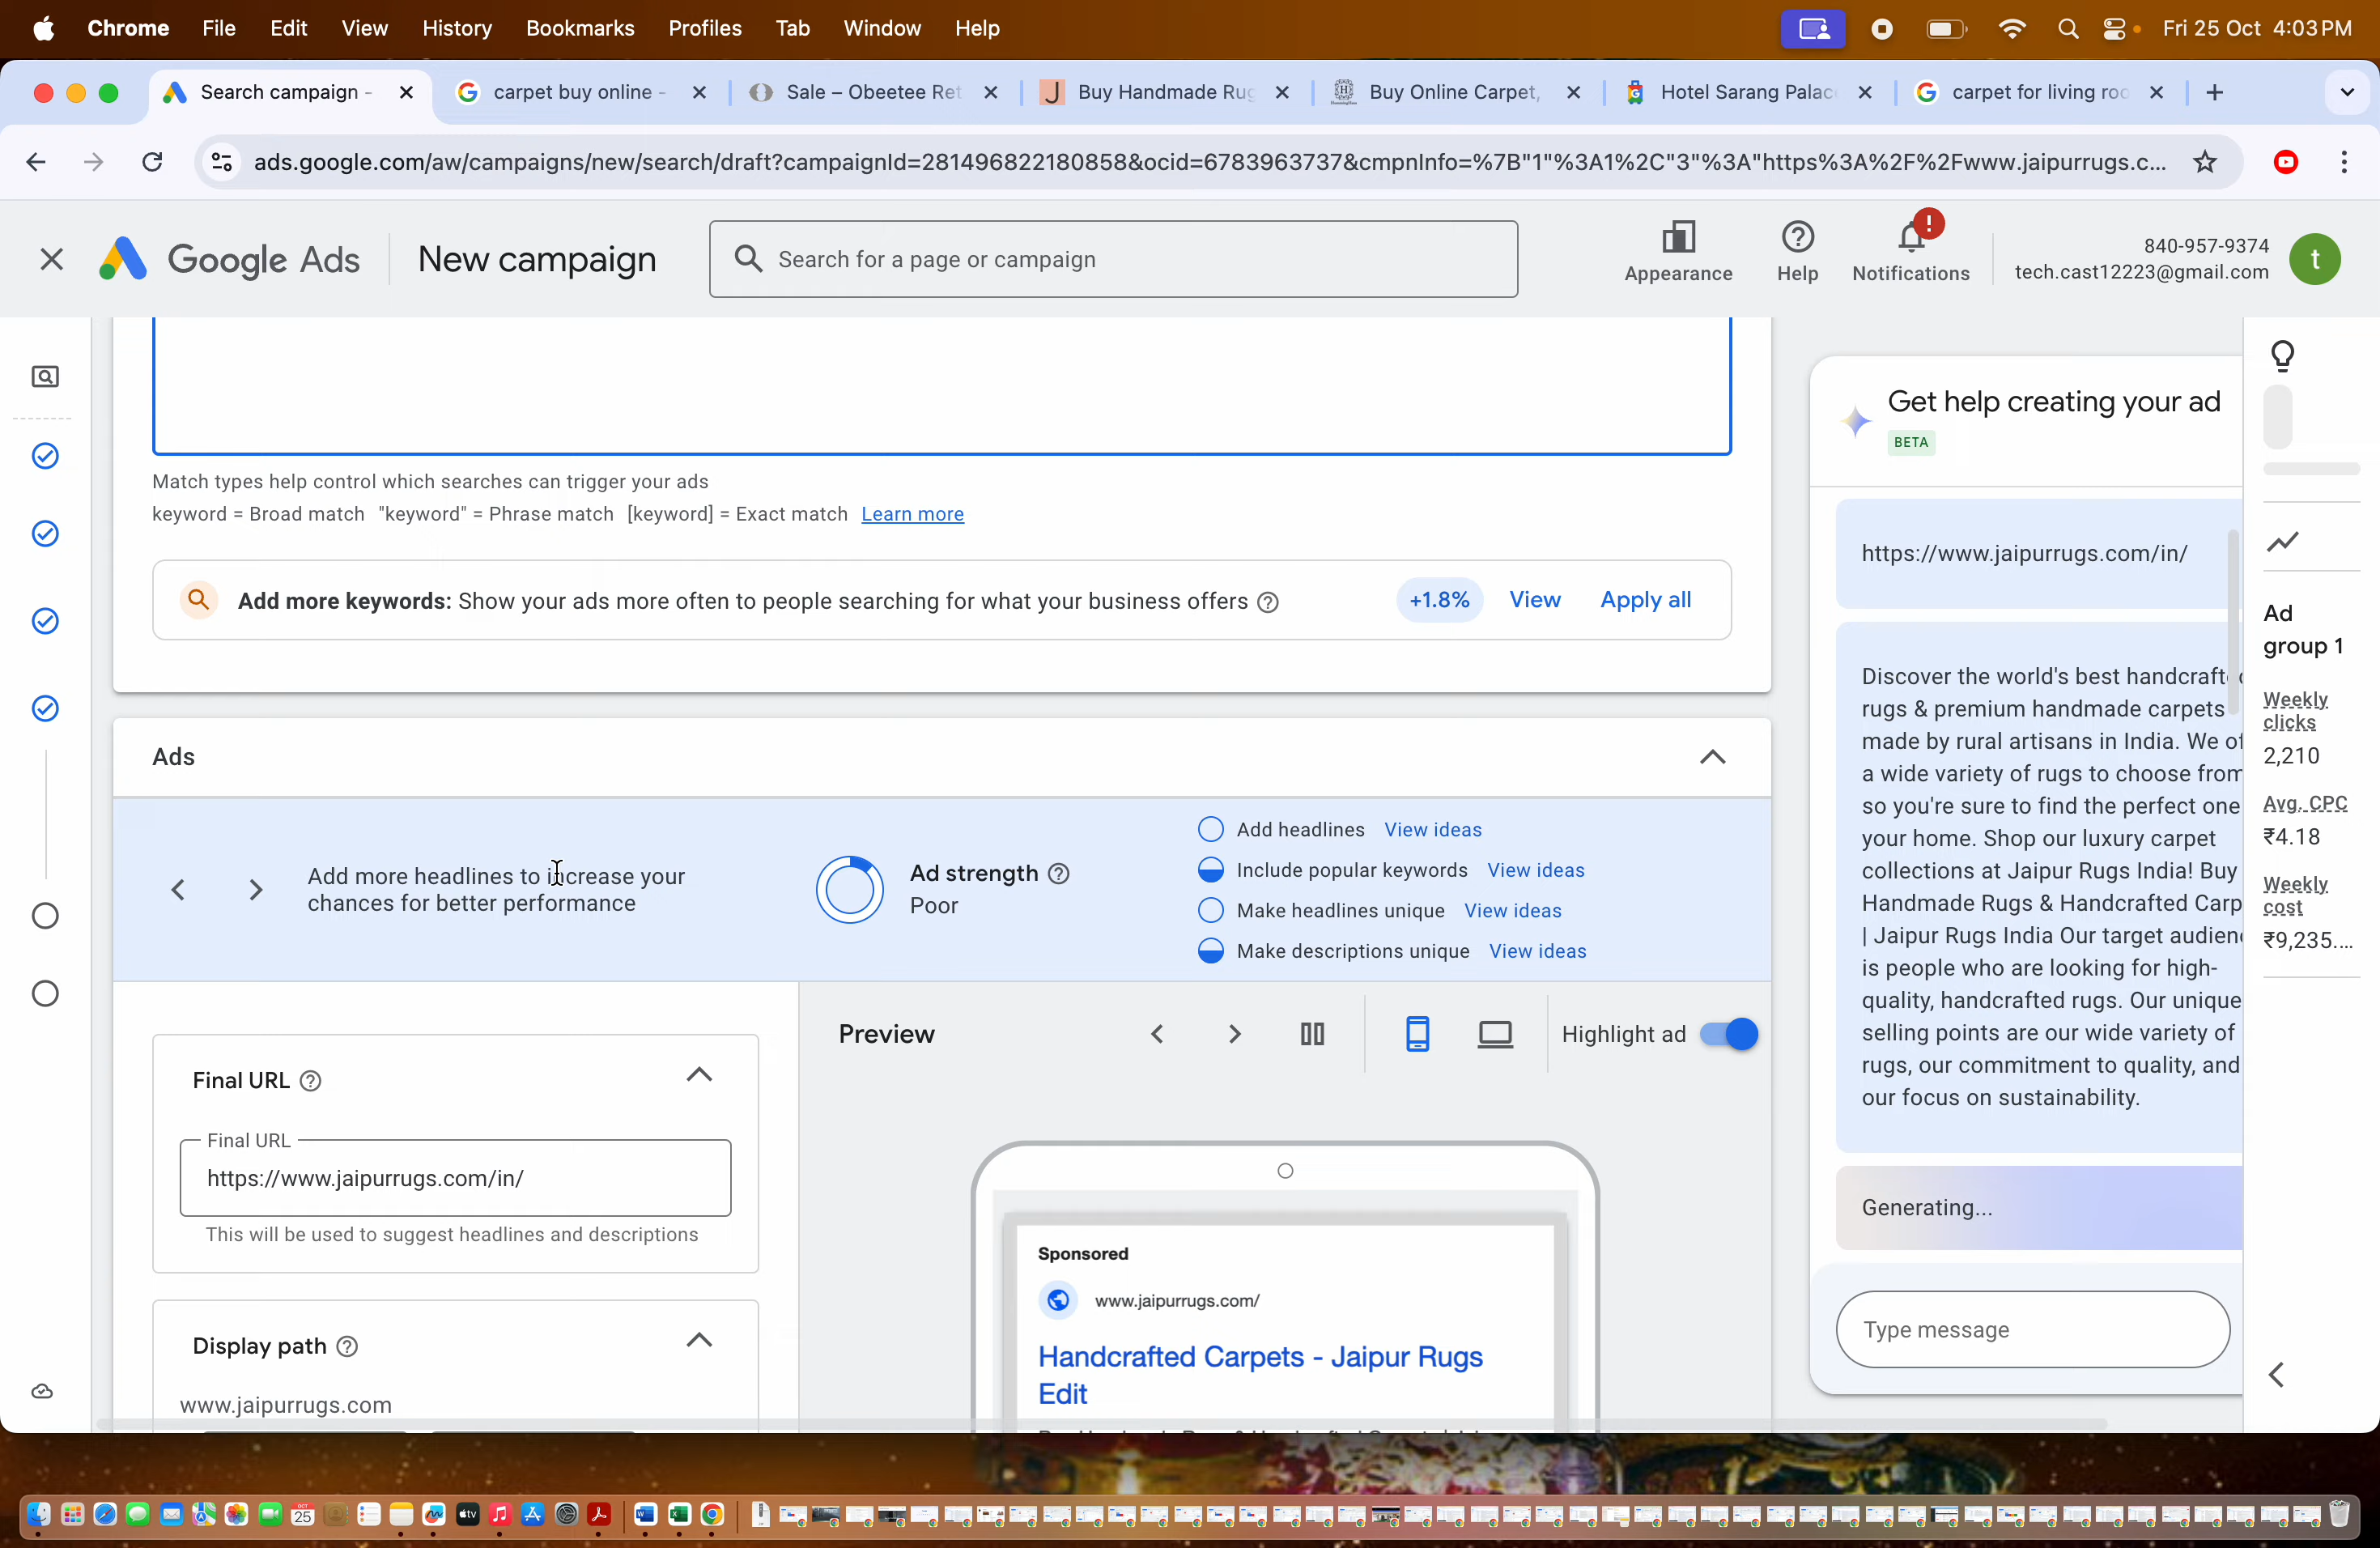 Chrome File Edit View History Bookmarks Profiles Tab Window Help Fri 25 Oct 4:03 PM
Search campaign - carpet buy online - Sale – Obeetee Ret Buy Handmade Rug Buy Online Carpet, Hotel Sarang Palac carpet for living roo
ads.google.com/aw/campaigns/new/search/draft?campaignId=281496822180858&ocid=6783963737&cmpnInfo=%7B"1"%3A1%2C"3"%3A"https%3A%2F%2Fwww.jaipurrugs.c...
Google Ads New campaign Search for a page or campaign Appearance Help Notifications
840-957-9374
tech.cast12223@gmail.com
t
Match types help control which searches can trigger your ads
keyword = Broad match "keyword" = Phrase match [keyword] = Exact match Learn more
Add more keywords: Show your ads more often to people searching for what your business offers +1.8% View Apply all
Ads
Add more headlines to increase your
chances for better performance
Ad strength
Poor
Add headlines View ideas
Include popular keywords View ideas
Make headlines unique View ideas
Make descriptions unique View ideas
Final URL
Final URL
https://www.jaipurrugs.com/in/
This will be used to suggest headlines and descriptions
Display path
www.jaipurrugs.com
Preview
Highlight ad
Sponsored
www.jaipurrugs.com/
Handcrafted Carpets - Jaipur Rugs
Edit
Get help creating your ad
BETA
https://www.jaipurrugs.com/in/
Discover the world's best handcrafte
rugs & premium handmade carpets
made by rural artisans in India. We of
a wide variety of rugs to choose from
so you're sure to find the perfect one
your home. Shop our luxury carpet
collections at Jaipur Rugs India! Buy
Handmade Rugs & Handcrafted Carp
| Jaipur Rugs India Our target audienc
is people who are looking for high-
quality, handcrafted rugs. Our unique
selling points are our wide variety of
rugs, our commitment to quality, and
our focus on sustainability.
Generating...
Type message
Ad
group 1
Weekly
clicks
2,210
Avg. CPC
₹4.18
Weekly
cost
₹9,235....